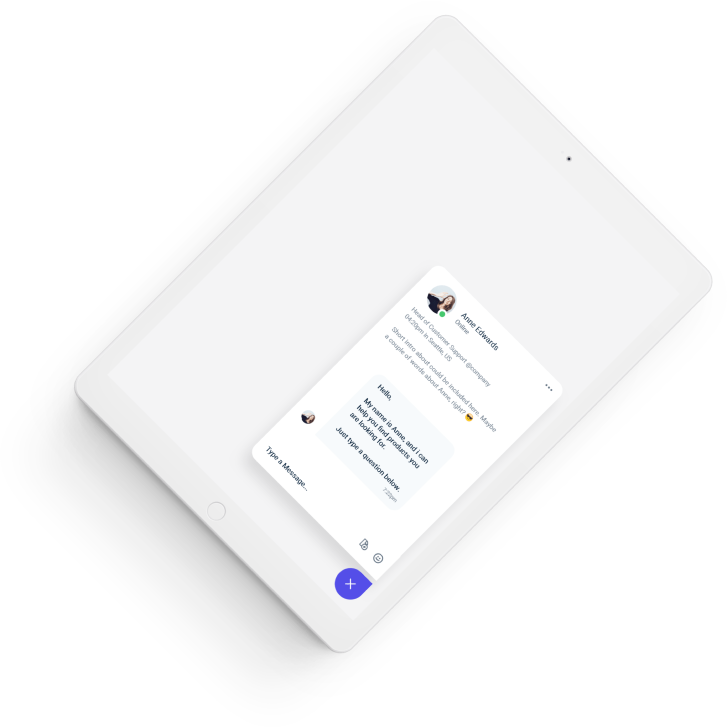 Anne Edwards
Online
Head of Customer Support @company
04:20pm in Seattle, US
Short intro about could be included here. Maybe
a couple of words about Anne, right? 😎
Hello,
My name is Anne, and i can
help you find products you
are looking for.
Just type a question below.
7:20pm
Type a Message...